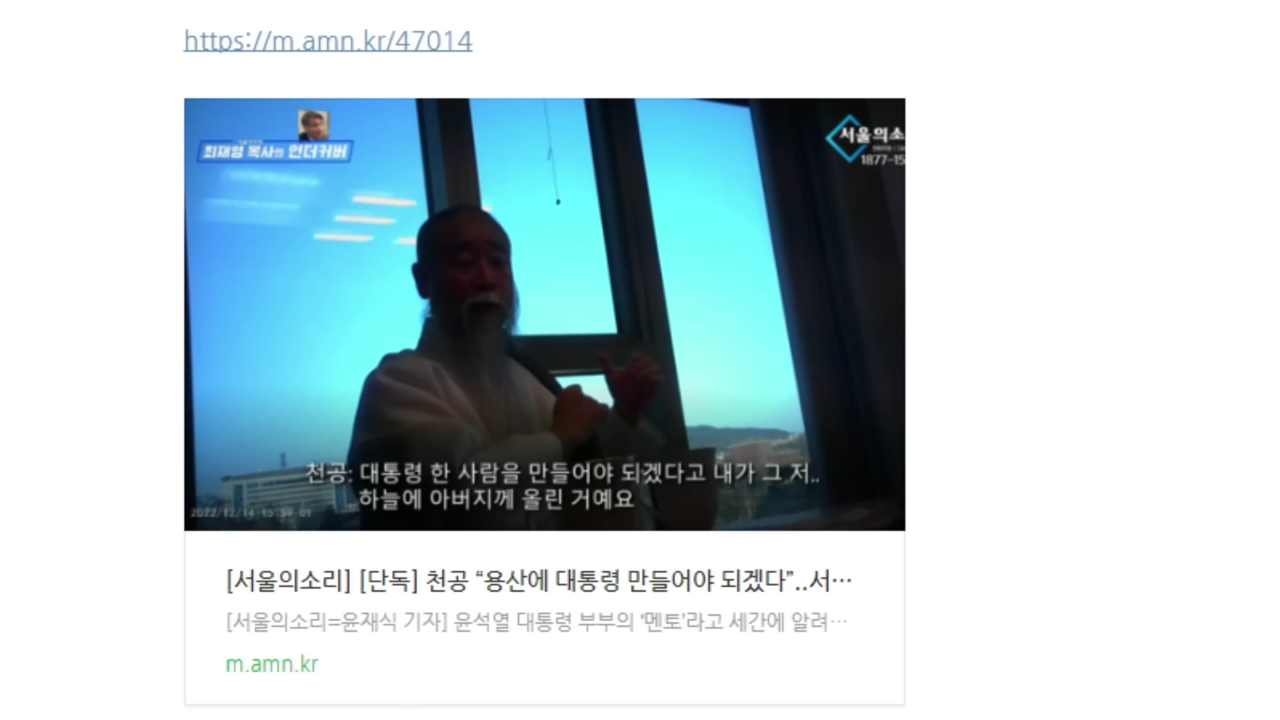 https://m.amn.kr/47014
최재영 목사의 언더커버
서울의소
1877-15
천공: 대통령 한 사람을 만들어야 되겠다고 내가 그 저..
하늘에 아버지께 올린 거예요
2022/12/14 15:59:01
[서울의소리] [단독] 천공 “용산에 대통령 만들어야 되겠다”..서…
[서울의소리=윤재식 기자] 윤석열 대통령 부부의 ‘멘토’라고 세간에 알려…
m.amn.kr